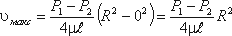 υ_макс = (P₁ − P₂)/(4μℓ) (R² − 0²) = (P₁ − P₂)/(4μℓ) R²